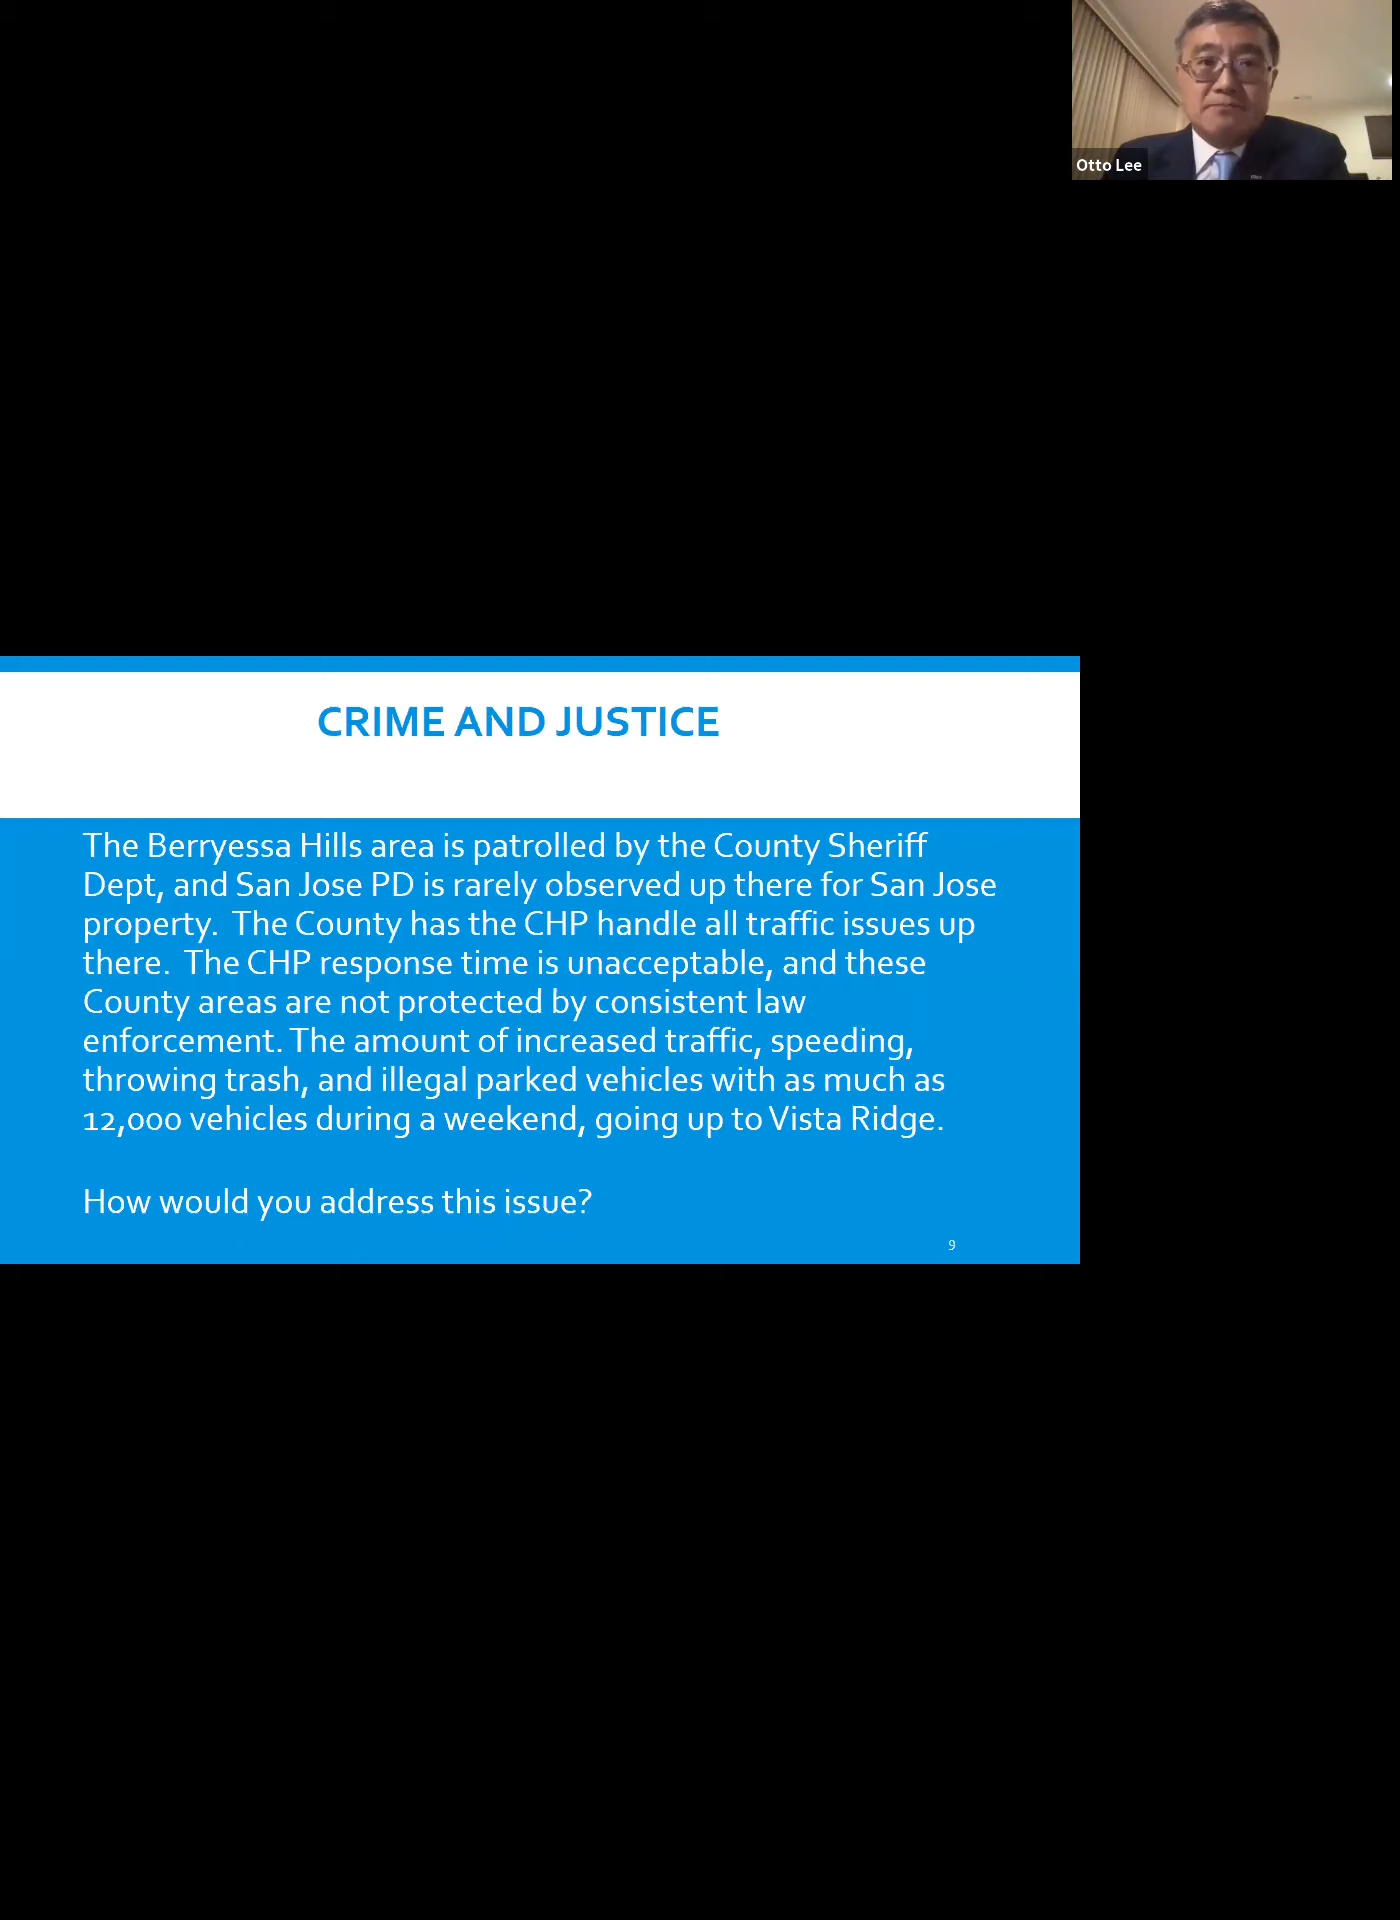 Otto Lee
CRIME AND JUSTICE
The Berryessa Hills area is patrolled by the County Sheriff
Dept, and San Jose PD is rarely observed up there for San Jose
property.  The County has the CHP handle all traffic issues up
there.  The CHP response time is unacceptable, and these
County areas are not protected by consistent law
enforcement. The amount of increased traffic, speeding,
throwing trash, and illegal parked vehicles with as much as
12,000 vehicles during a weekend, going up to Vista Ridge.
How would you address this issue?
9